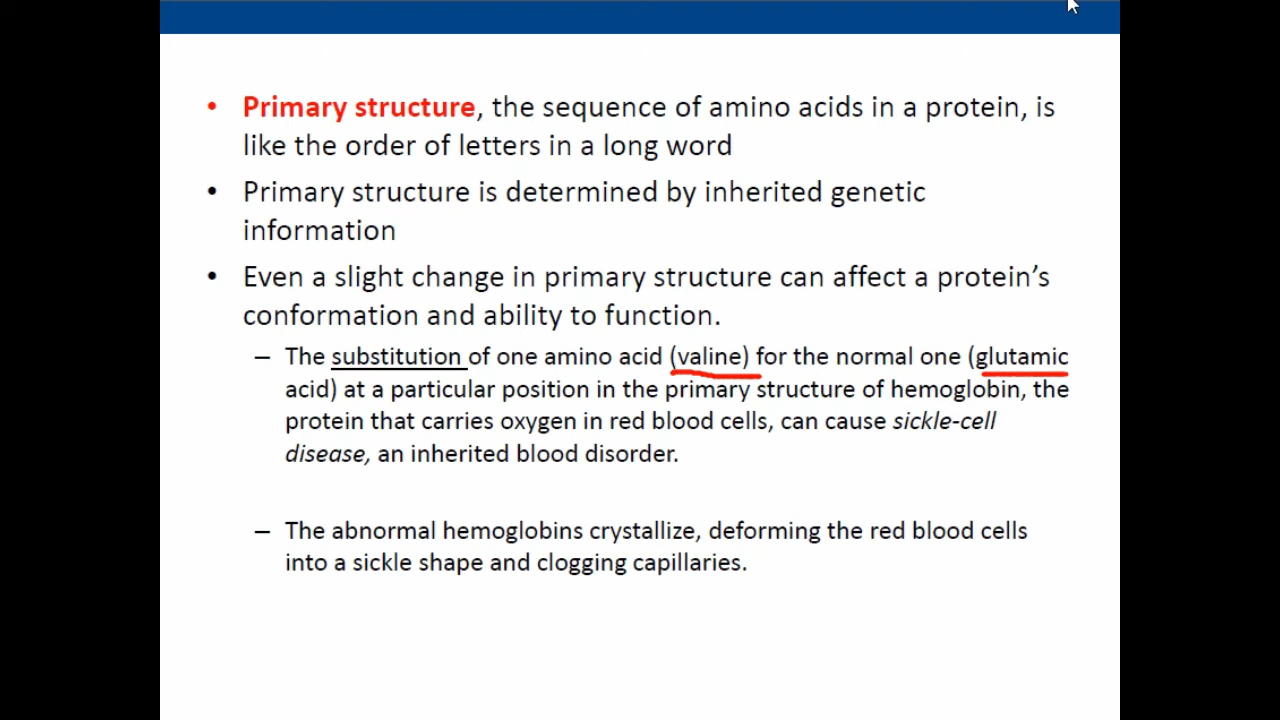 • Primary structure, the sequence of amino acids in a protein, is
like the order of letters in a long word
• Primary structure is determined by inherited genetic
information
• Even a slight change in primary structure can affect a protein’s
conformation and ability to function.
– The substitution of one amino acid (valine) for the normal one (glutamic
acid) at a particular position in the primary structure of hemoglobin, the
protein that carries oxygen in red blood cells, can cause sickle-cell
disease, an inherited blood disorder.
– The abnormal hemoglobins crystallize, deforming the red blood cells
into a sickle shape and clogging capillaries.